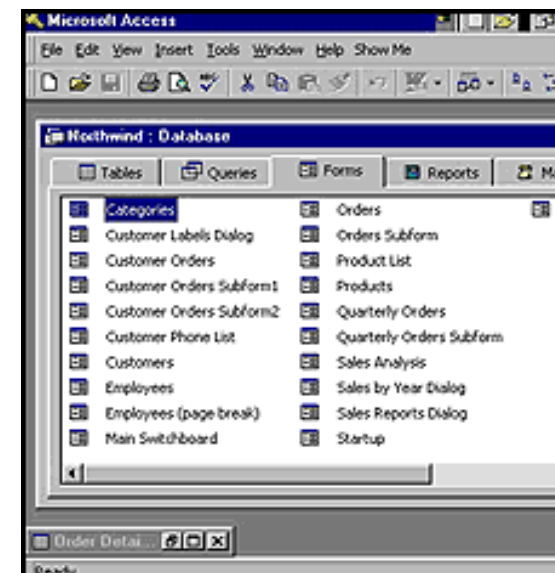 Microsoft Access
File Edit View Insert Tools Window Help Show Me
Northwind : Database
Tables Queries Forms Reports
Categories
Customer Labels Dialog
Customer Orders
Customer Orders Subform1
Customer Orders Subform2
Customer Phone List
Customers
Employees
Employees (page break)
Main Switchboard
Orders
Orders Subform
Product List
Products
Quarterly Orders
Quarterly Orders Subform
Sales Analysis
Sales by Year Dialog
Sales Reports Dialog
Startup
Order Detai...
Ready